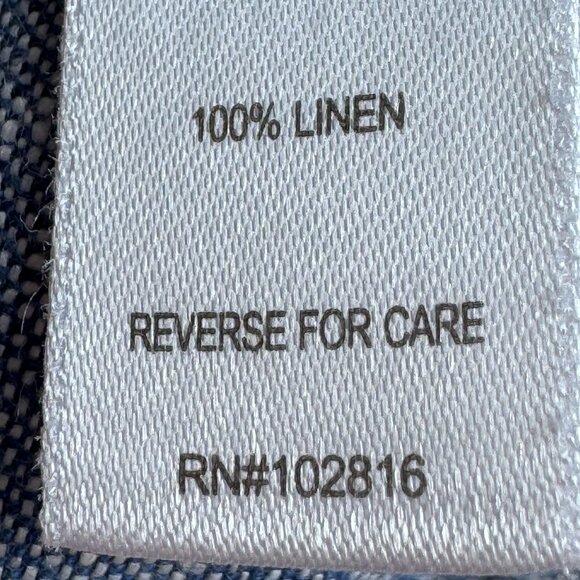 100% LINEN
REVERSE FOR CARE
RN#102816